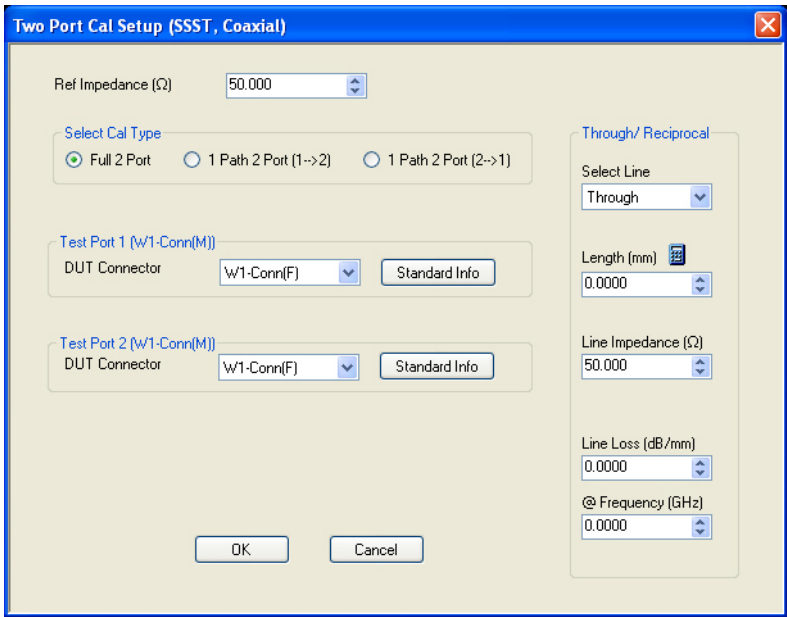 Two Port Cal Setup (SSST, Coaxial)
Ref Impedance (Ω) 50.000
Select Cal Type
Full 2 Port 1 Path 2 Port (1-->2) 1 Path 2 Port (2-->1)
Test Port 1 (W1-Conn(M))
DUT Connector W1-Conn(F) Standard Info
Test Port 2 (W1-Conn(M))
DUT Connector W1-Conn(F) Standard Info
Through/ Reciprocal
Select Line
Through
Length (mm)
0.0000
Line Impedance (Ω)
50.000
Line Loss (dB/mm)
0.0000
@ Frequency (GHz)
0.0000
OK Cancel